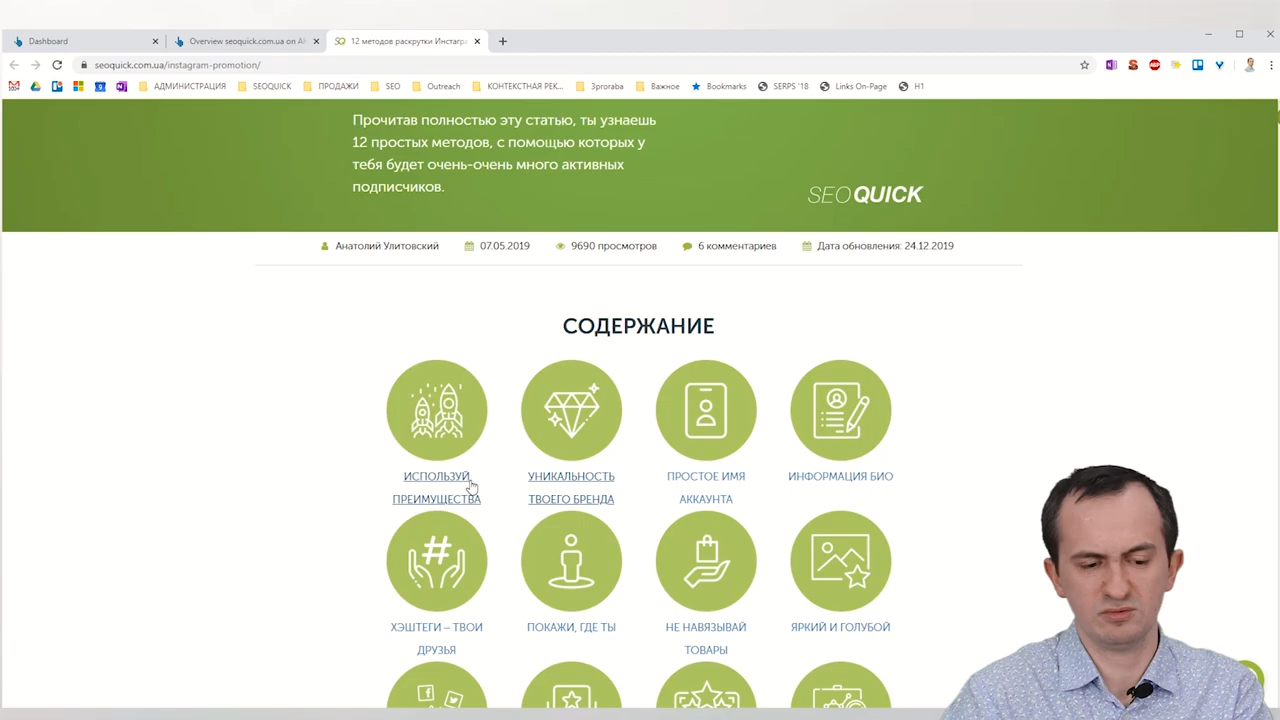 Dashboard
Overview seoquick.com.ua on Ah
12 методов раскрутки Инстагра
seoquick.com.ua/instagram-promotion/
АДМИНИСТРАЦИЯ
SEOQUICK
ПРОДАЖИ
SEO
Outreach
КОНТЕКСТНАЯ РЕК...
3proraba
Важное
Bookmarks
SERPS '18
Links On-Page
H1
Прочитав полностью эту статью, ты узнаешь
12 простых методов, с помощью которых у
тебя будет очень-очень много активных
подписчиков.
SEOQUICK
Анатолий Улитовский
07.05.2019
9690 просмотров
6 комментариев
Дата обновления: 24.12.2019
СОДЕРЖАНИЕ
ИСПОЛЬЗУЙ
ПРЕИМУЩЕСТВА
УНИКАЛЬНОСТЬ
ТВОЕГО БРЕНДА
ПРОСТОЕ ИМЯ
АККАУНТА
ИНФОРМАЦИЯ БИО
ХЭШТЕГИ – ТВОИ
ДРУЗЬЯ
ПОКАЖИ, ГДЕ ТЫ
НЕ НАВЯЗЫВАЙ
ТОВАРЫ
ЯРКИЙ И ГОЛУБОЙ